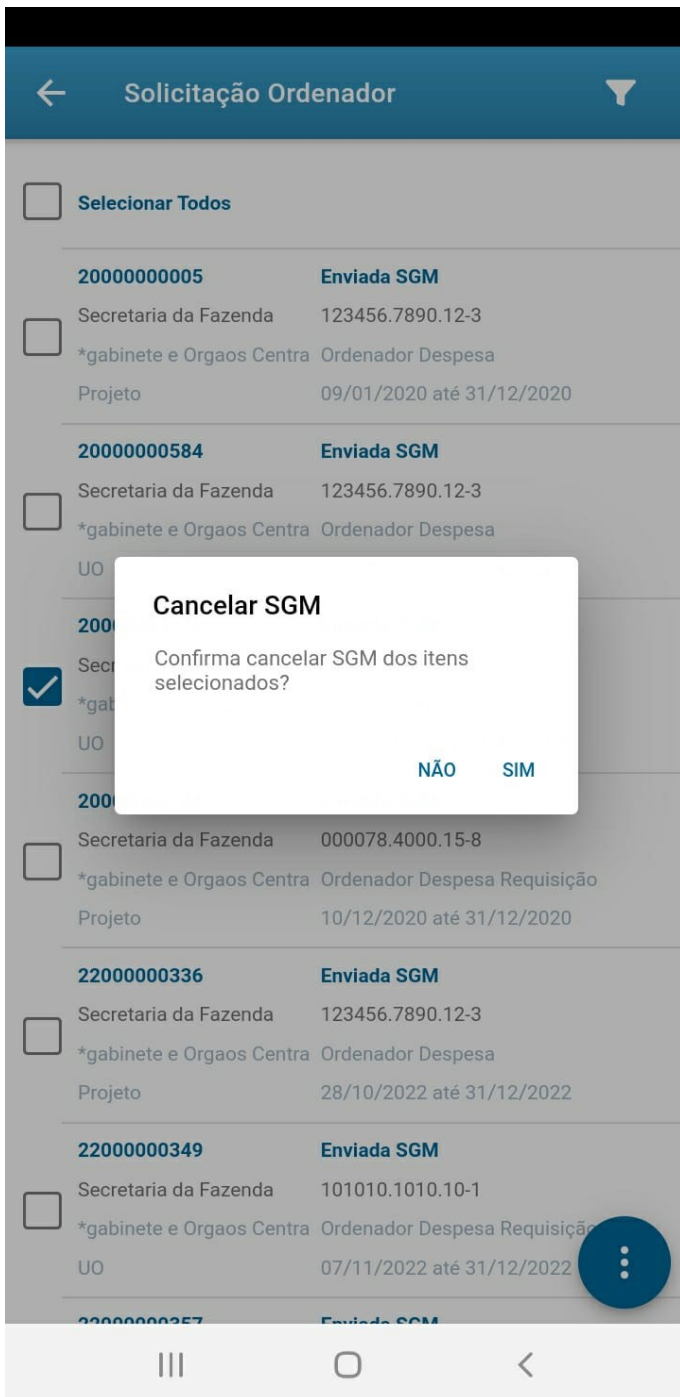 Solicitação Ordenador
Selecionar Todos
20000000005 Enviada SGM
Secretaria da Fazenda 123456.7890.12-3
*gabinete e Orgaos Centra Ordenador Despesa
Projeto 09/01/2020 até 31/12/2020
20000000584 Enviada SGM
Secretaria da Fazenda 123456.7890.12-3
*gabinete e Orgaos Centra Ordenador Despesa
UO
Cancelar SGM
Confirma cancelar SGM dos itens
selecionados?
NÃO SIM
UO
Secretaria da Fazenda 000078.4000.15-8
*gabinete e Orgaos Centra Ordenador Despesa Requisição
Projeto 10/12/2020 até 31/12/2020
22000000336 Enviada SGM
Secretaria da Fazenda 123456.7890.12-3
*gabinete e Orgaos Centra Ordenador Despesa
Projeto 28/10/2022 até 31/12/2022
22000000349 Enviada SGM
Secretaria da Fazenda 101010.1010.10-1
*gabinete e Orgaos Centra Ordenador Despesa Requisição
UO 07/11/2022 até 31/12/2022
22000000357 Enviada SGM